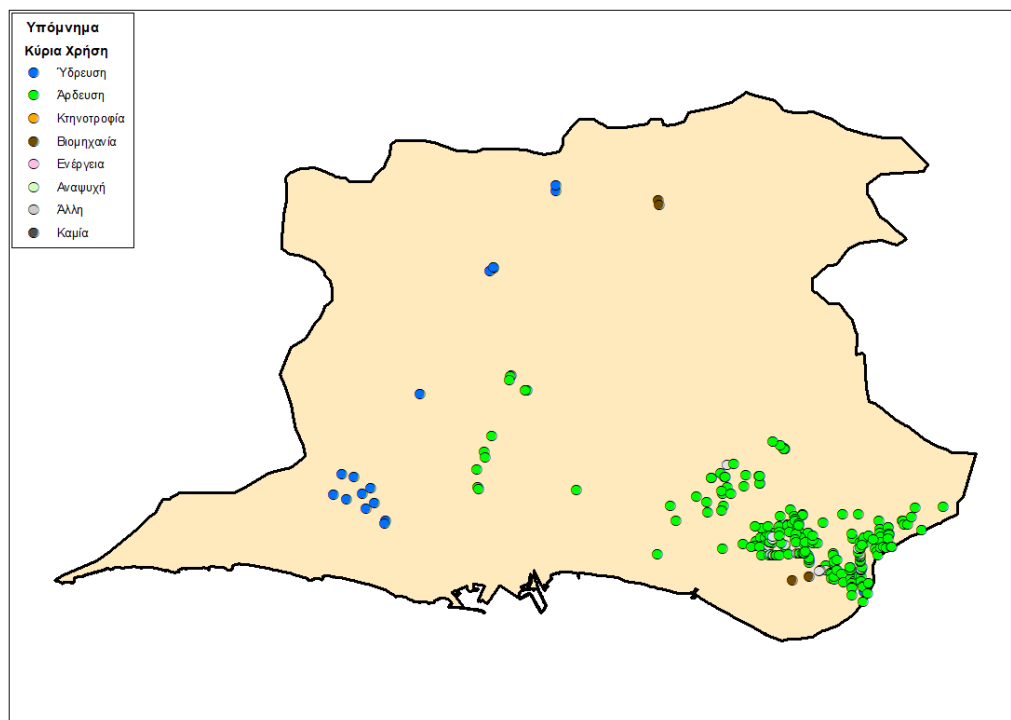 Υπόμνημα
Κύρια Χρήση
Ύδρευση
Άρδευση
Κτηνοτροφία
Βιομηχανία
Ενέργεια
Αναψυχή
Άλλη
Καμία